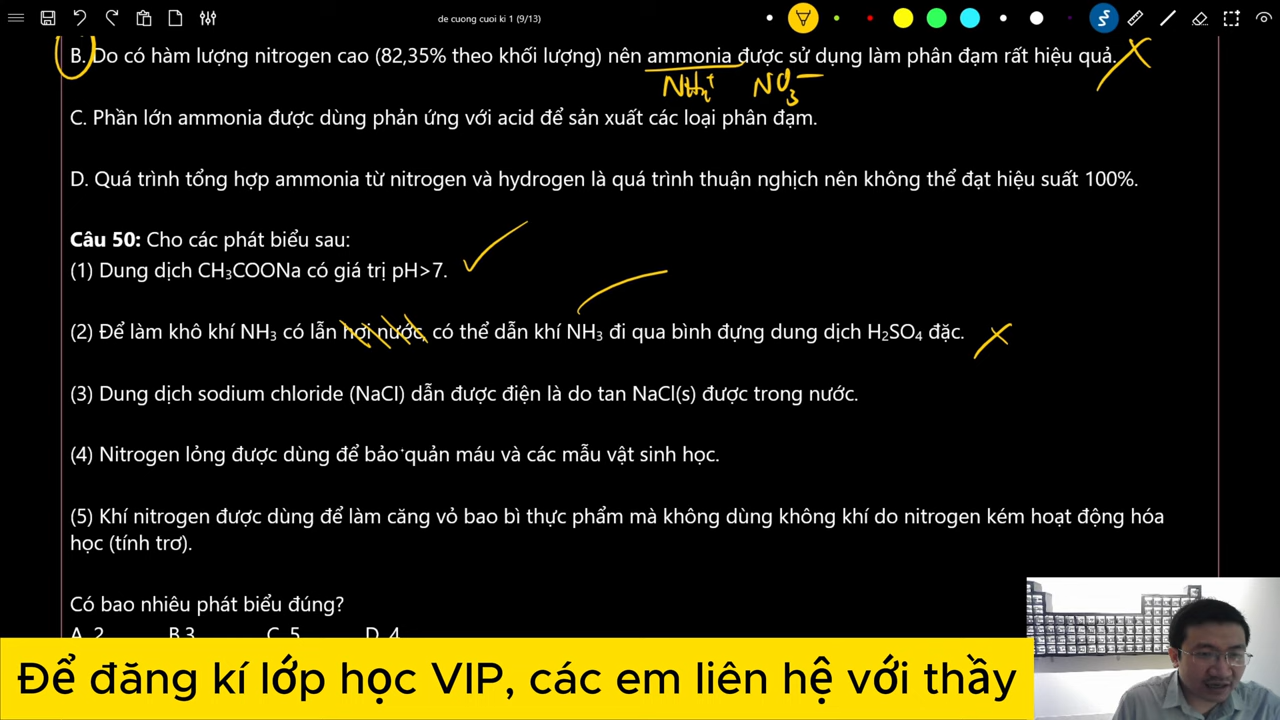 de cuong cuoi ki 1 (9/13)
B. Do có hàm lượng nitrogen cao (82,35% theo khối lượng) nên ammonia được sử dụng làm phân đạm rất hiệu quả.
NH₄⁺ NO₃⁻
C. Phần lớn ammonia được dùng phản ứng với acid để sản xuất các loại phân đạm.
D. Quá trình tổng hợp ammonia từ nitrogen và hydrogen là quá trình thuận nghịch nên không thể đạt hiệu suất 100%.
Câu 50: Cho các phát biểu sau:
(1) Dung dịch CH₃COONa có giá trị pH>7.
(2) Để làm khô khí NH₃ có lẫn hơi nước, có thể dẫn khí NH₃ đi qua bình đựng dung dịch H₂SO₄ đặc.
(3) Dung dịch sodium chloride (NaCl) dẫn được điện là do tan NaCl(s) được trong nước.
(4) Nitrogen lỏng được dùng để bảo quản máu và các mẫu vật sinh học.
(5) Khí nitrogen được dùng để làm căng vỏ bao bì thực phẩm mà không dùng không khí do nitrogen kém hoạt động hóa
học (tính trơ).
Có bao nhiêu phát biểu đúng?
A. 2 B.3 C. 5 D. 4
Để đăng kí lớp học VIP, các em liên hệ với thầy